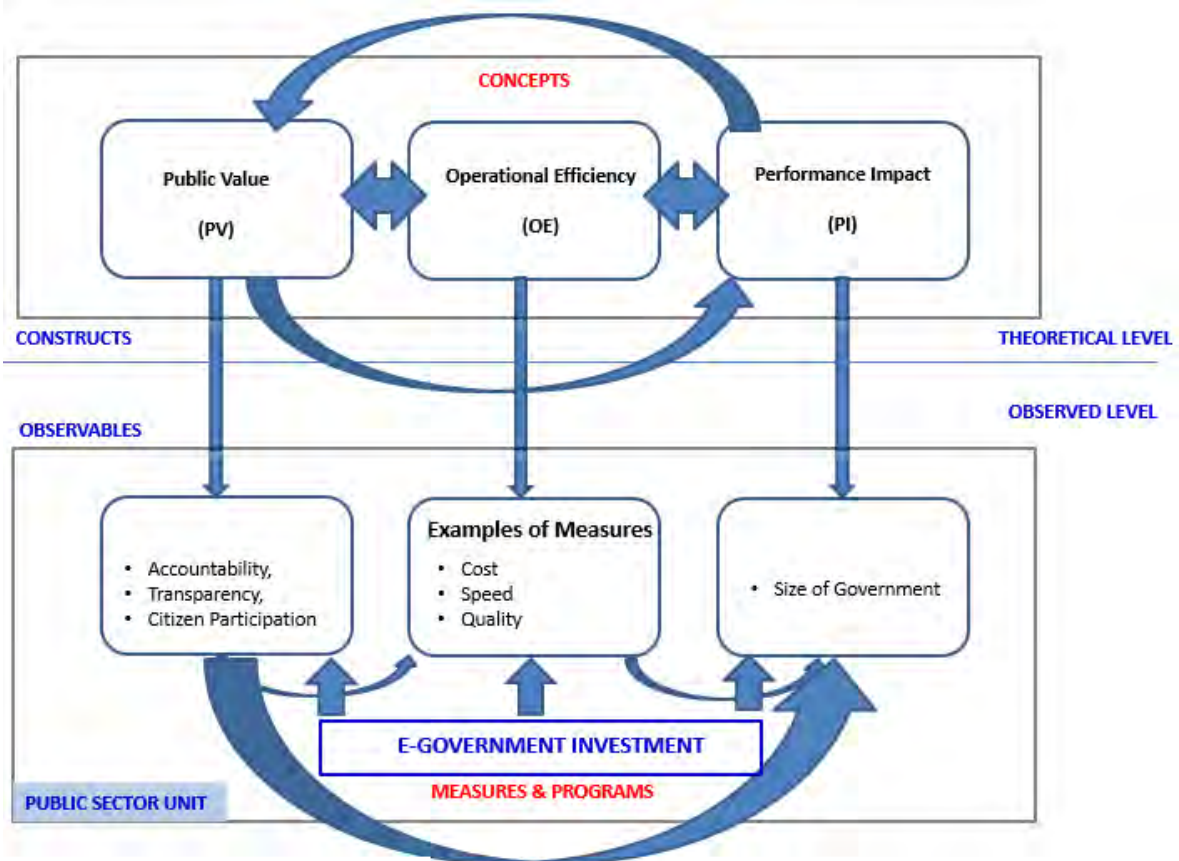 CONCEPTS
Public Value
(PV)
Operational Efficiency
(OE)
Performance Impact
(PI)
CONSTRUCTS
THEORETICAL LEVEL
OBSERVED LEVEL
OBSERVABLES
• Accountability,
• Transparency,
• Citizen Participation
Examples of Measures
• Cost
• Speed
• Quality
• Size of Government
E-GOVERNMENT INVESTMENT
MEASURES & PROGRAMS
PUBLIC SECTOR UNIT